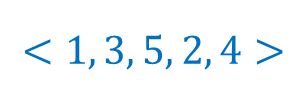 < 1, 3, 5, 2, 4 >